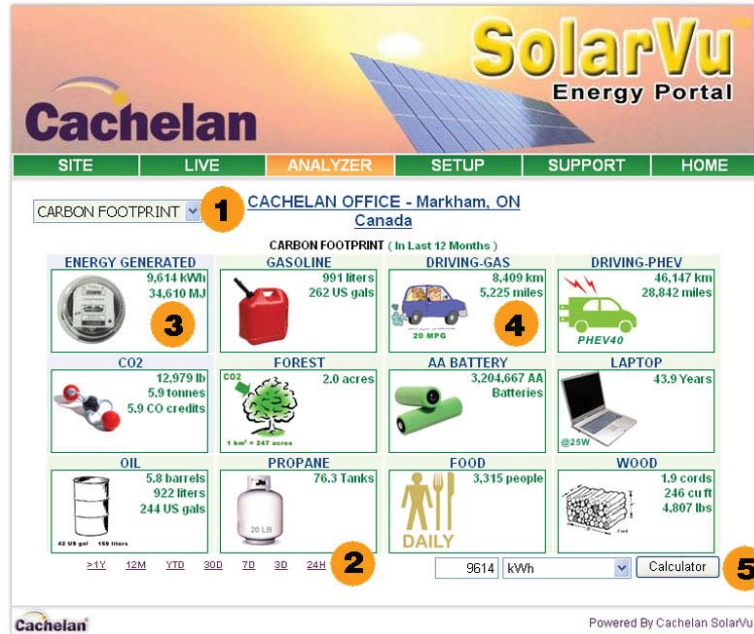 SolarVu™
Energy Portal
Cachelan
SITE LIVE ANALYZER SETUP SUPPORT HOME
CARBON FOOTPRINT 1
CACHELAN OFFICE - Markham, ON
Canada
CARBON FOOTPRINT ( In Last 12 Months )
ENERGY GENERATED
9,614 kWh
34,610 MJ
3
GASOLINE
991 liters
262 US gals
DRIVING-GAS
8,409 km
5,225 miles
20 MPG
4
DRIVING-PHEV
46,147 km
28,842 miles
PHEV40
CO2
12,979 lb
5.9 tonnes
5.9 CO credits
FOREST
CO2
2.0 acres
1 km² = 247 acres
AA BATTERY
3,204,667 AA
Batteries
LAPTOP
43.9 Years
@25W
OIL
5.8 barrels
922 liters
244 US gals
42 US gal 159 liters
PROPANE
76.3 Tanks
20 LB
FOOD
3,315 people
DAILY
WOOD
1.9 cords
246 cu ft
4,807 lbs
>1Y 12M YTD 30D 7D 3D 24H 2
9614 kWh Calculator 5
Cachelan
Powered By Cachelan SolarVu